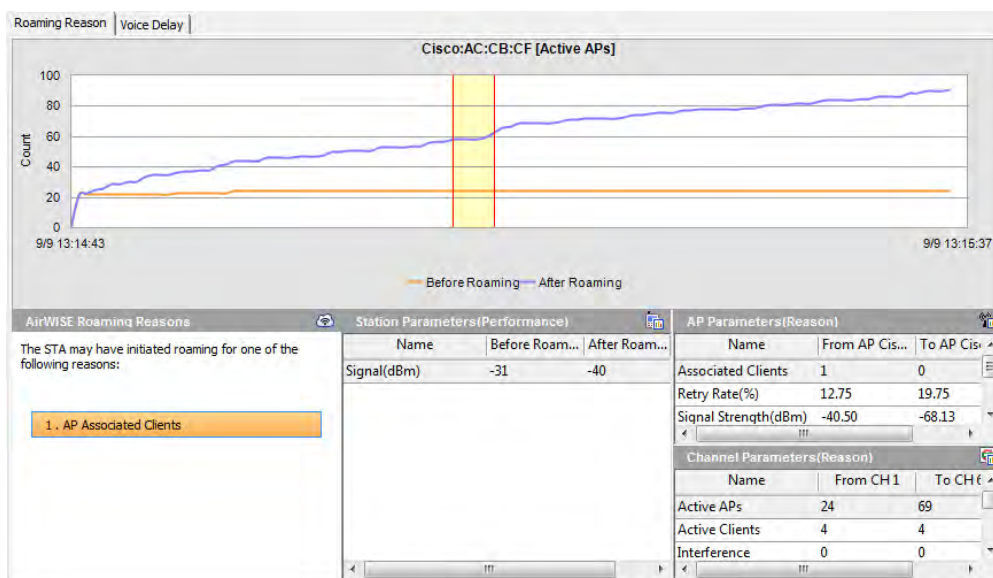 Roaming Reason Voice Delay
Cisco:AC:CB:CF [Active APs]
100
80
60
40
20
0
Count
9/9 13:14:43 9/9 13:15:37
Before Roaming After Roaming
AirWISE Roaming Reasons
The STA may have initiated roaming for one of the
following reasons:
1 . AP Associated Clients
Station Parameters(Performance)
Name Before Roam... After Roam...
Signal(dBm) -31 -40
AP Parameters(Reason)
Name From AP Cis... To AP Cis
Associated Clients 1 0
Retry Rate(%) 12.75 19.75
Signal Strength(dBm) -40.50 -68.13
Channel Parameters(Reason)
Name From CH 1 To CH 6
Active APs 24 69
Active Clients 4 4
Interference 0 0